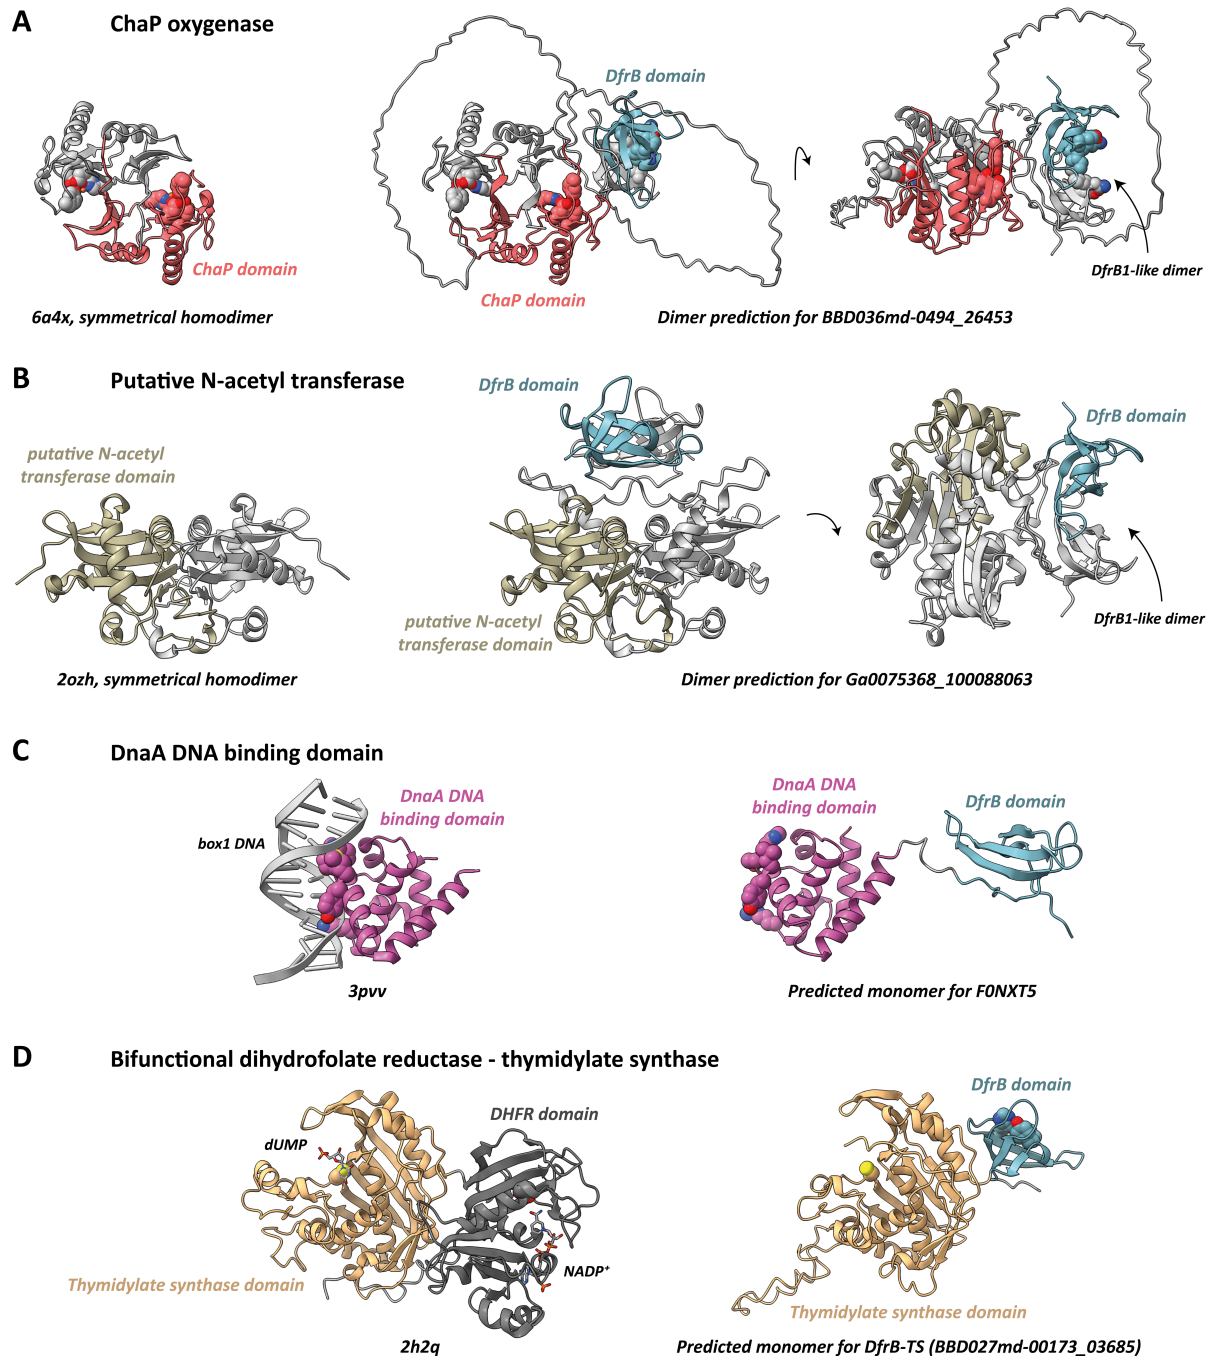 A ChaP oxygenase
DfrB domain
ChaP domain
ChaP domain
DfrB1-like dimer
6a4x, symmetrical homodimer
Dimer prediction for BBD036md-0494_26453
B Putative N-acetyl transferase
DfrB domain
DfrB domain
putative N-acetyl
transferase domain
putative N-acetyl
transferase domain
DfrB1-like dimer
2ozh, symmetrical homodimer
Dimer prediction for Ga0075368_100088063
C DnaA DNA binding domain
DnaA DNA
binding domain
box1 DNA
DnaA DNA
binding domain
DfrB domain
3pvv
Predicted monomer for F0NXT5
D Bifunctional dihydrofolate reductase - thymidylate synthase
DfrB domain
DHFR domain
dUMP
NADP⁺
Thymidylate synthase domain
Thymidylate synthase domain
2h2q
Predicted monomer for DfrB-TS (BBD027md-00173_03685)